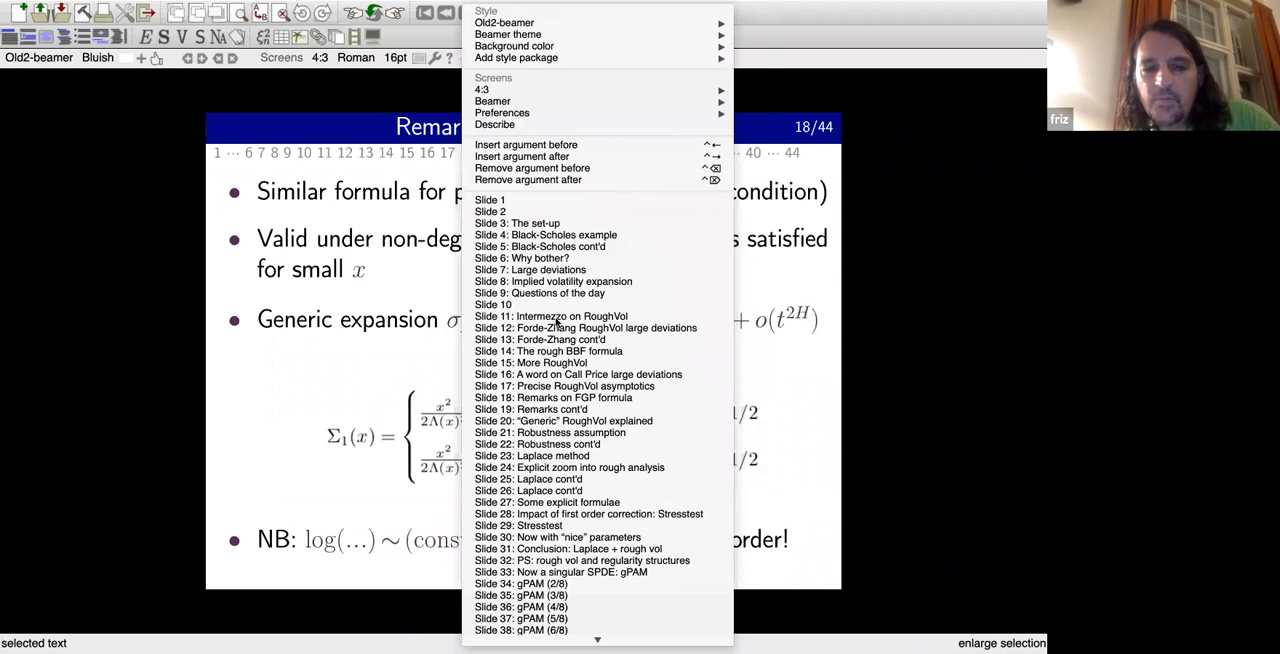 E S V S NA
Old2-beamer Bluish Screens 4:3 Roman 16pt
Style
Old2-beamer
Beamer theme
Background color
Add style package
Screens
4:3
Beamer
Preferences
Describe
Insert argument before
Insert argument after
Remove argument before
Remove argument after
Slide 1
Slide 2
Slide 3: The set-up
Slide 4: Black-Scholes example
Slide 5: Black-Scholes cont'd
Slide 6: Why bother?
Slide 7: Large deviations
Slide 8: Implied volatility expansion
Slide 9: Questions of the day
Slide 10
Slide 11: Intermezzo on RoughVol
Slide 12: Forde-Zhang RoughVol large deviations
Slide 13: Forde-Zhang cont'd
Slide 14: The rough BBF formula
Slide 15: More RoughVol
Slide 16: A word on Call Price large deviations
Slide 17: Precise RoughVol asymptotics
Slide 18: Remarks on FGP formula
Slide 19: Remarks cont'd
Slide 20: "Generic" RoughVol explained
Slide 21: Robustness assumption
Slide 22: Robustness cont'd
Slide 23: Laplace method
Slide 24: Explicit zoom into rough analysis
Slide 25: Laplace cont'd
Slide 26: Laplace cont'd
Slide 27: Some explicit formulae
Slide 28: Impact of first order correction: Stresstest
Slide 29: Stresstest
Slide 30: Now with “nice” parameters
Slide 31: Conclusion: Laplace + rough vol
Slide 32: PS: rough vol and regularity structures
Slide 33: Now a singular SPDE: gPAM
Slide 34: gPAM (2/8)
Slide 35: gPAM (3/8)
Slide 36: gPAM (4/8)
Slide 37: gPAM (5/8)
Slide 38: gPAM (6/8)
Remar 18/44
1 ··· 6 7 8 9 10 11 12 13 14 15 16 17 ··· 40 ··· 44
• Similar formula for p condition)
• Valid under non-deg s satisfied
for small x
• Generic expansion σ + o(t^{2H})
x^2 1/2
Σ_1(x) = { 2Λ(x)
x^2 1/2
2Λ(x)
• NB: log(...) ∼ (cons order!
selected text enlarge selection
friz